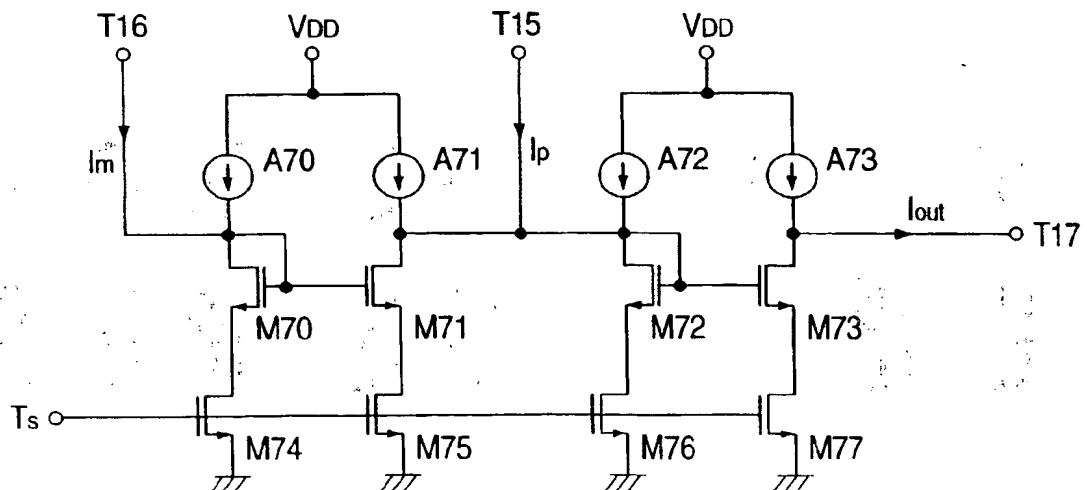 T16 VDD T15 VDD
A70 A71 A72 A73
Im Ip Iout T17
M70 M71 M72 M73
Ts M74 M75 M76 M77